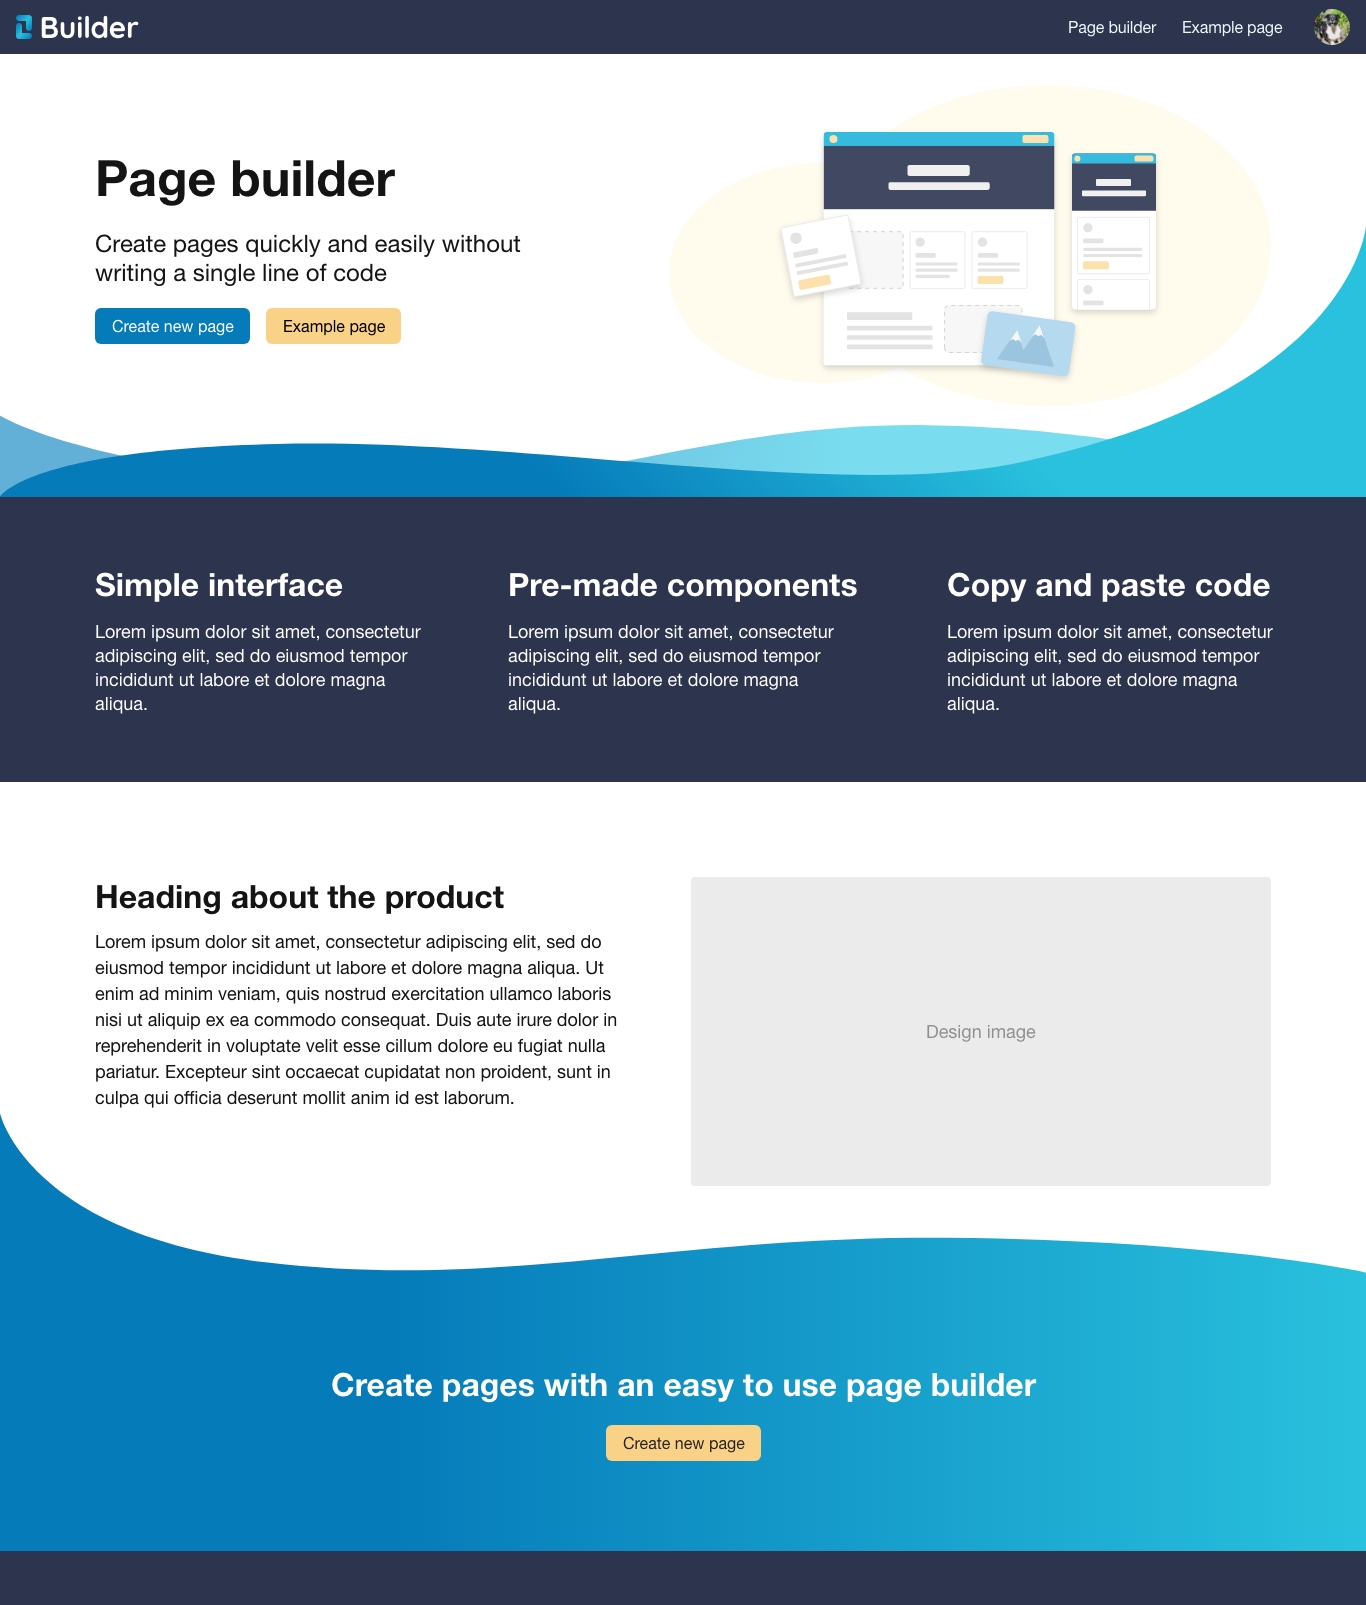 Builder
Page builder
Example page
Page builder
Create pages quickly and easily without
writing a single line of code
Create new page
Example page
Simple interface
Lorem ipsum dolor sit amet, consectetur
adipiscing elit, sed do eiusmod tempor
incididunt ut labore et dolore magna
aliqua.
Pre-made components
Lorem ipsum dolor sit amet, consectetur
adipiscing elit, sed do eiusmod tempor
incididunt ut labore et dolore magna
aliqua.
Copy and paste code
Lorem ipsum dolor sit amet, consectetur
adipiscing elit, sed do eiusmod tempor
incididunt ut labore et dolore magna
aliqua.
Heading about the product
Lorem ipsum dolor sit amet, consectetur adipiscing elit, sed do
eiusmod tempor incididunt ut labore et dolore magna aliqua. Ut
enim ad minim veniam, quis nostrud exercitation ullamco laboris
nisi ut aliquip ex ea commodo consequat. Duis aute irure dolor in
reprehenderit in voluptate velit esse cillum dolore eu fugiat nulla
pariatur. Excepteur sint occaecat cupidatat non proident, sunt in
culpa qui officia deserunt mollit anim id est laborum.
Design image
Create pages with an easy to use page builder
Create new page